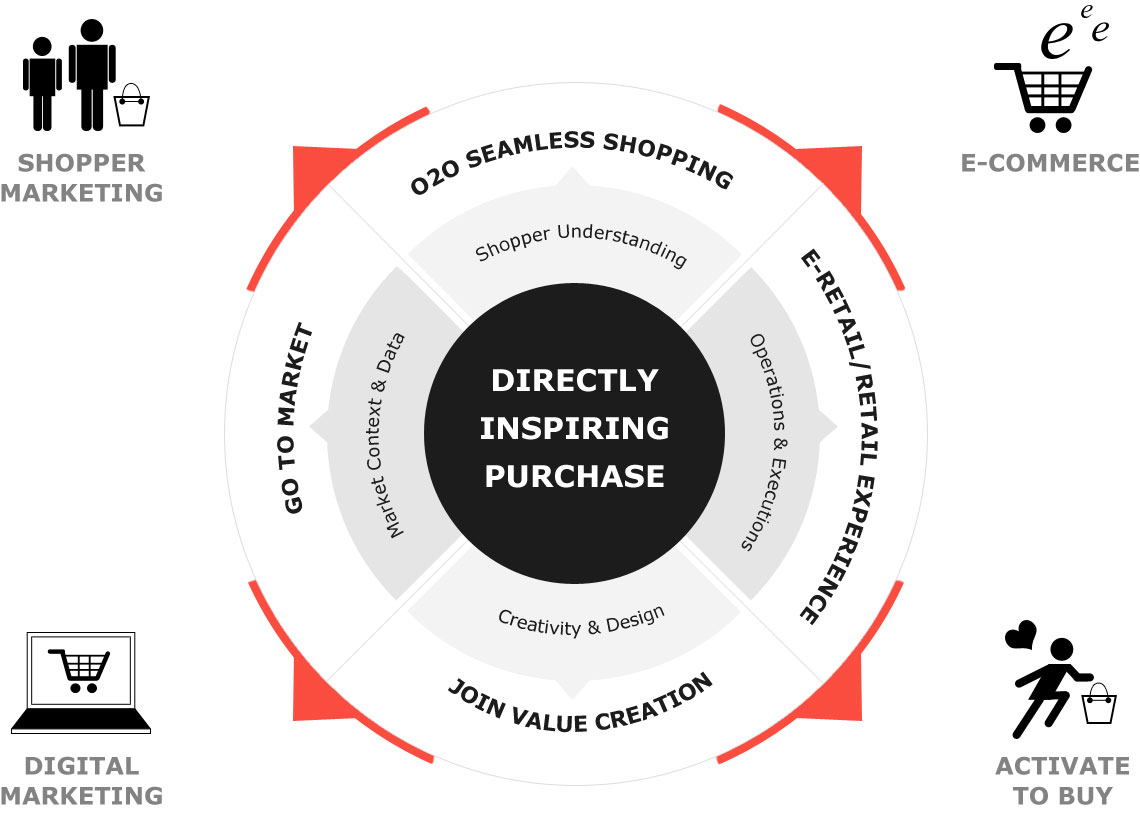 e e e
SHOPPER
MARKETING
E-COMMERCE
O2O SEAMLESS SHOPPING
Shopper Understanding
E-RETAIL/RETAIL EXPERIENCE
Operations & Executions
GO TO MARKET
Market Context & Data
DIRECTLY
INSPIRING
PURCHASE
Creativity & Design
JOIN VALUE CREATION
DIGITAL
MARKETING
ACTIVATE
TO BUY